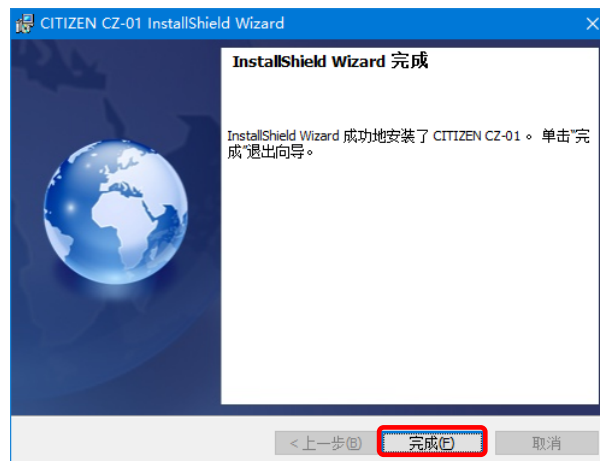 CITIZEN CZ-01 InstallShield Wizard
InstallShield Wizard 完成
InstallShield Wizard 成功地安装了 CITIZEN CZ-01。 单击"完
成"退出向导。
<上一步(B) 完成(F) 取消